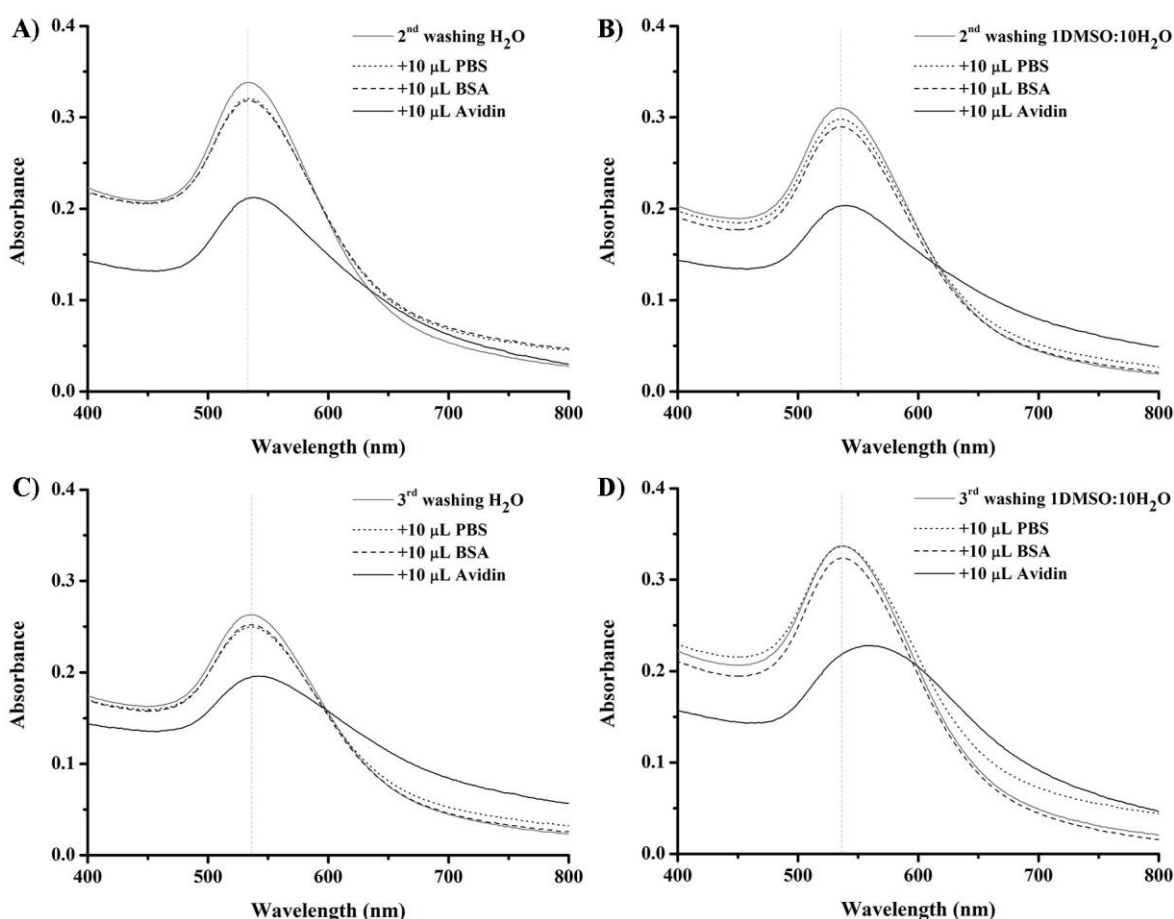 A)
2nd washing H2O
+10 μL PBS
+10 μL BSA
+10 μL Avidin
0.4
0.3
0.2
0.1
0.0
Absorbance
400 500 600 700 800
Wavelength (nm)
B)
2nd washing 1DMSO:10H2O
+10 μL PBS
+10 μL BSA
+10 μL Avidin
0.4
0.3
0.2
0.1
0.0
Absorbance
400 500 600 700 800
Wavelength (nm)
C)
3rd washing H2O
+10 μL PBS
+10 μL BSA
+10 μL Avidin
0.4
0.3
0.2
0.1
0.0
Absorbance
400 500 600 700 800
Wavelength (nm)
D)
3rd washing 1DMSO:10H2O
+10 μL PBS
+10 μL BSA
+10 μL Avidin
0.4
0.3
0.2
0.1
0.0
Absorbance
400 500 600 700 800
Wavelength (nm)